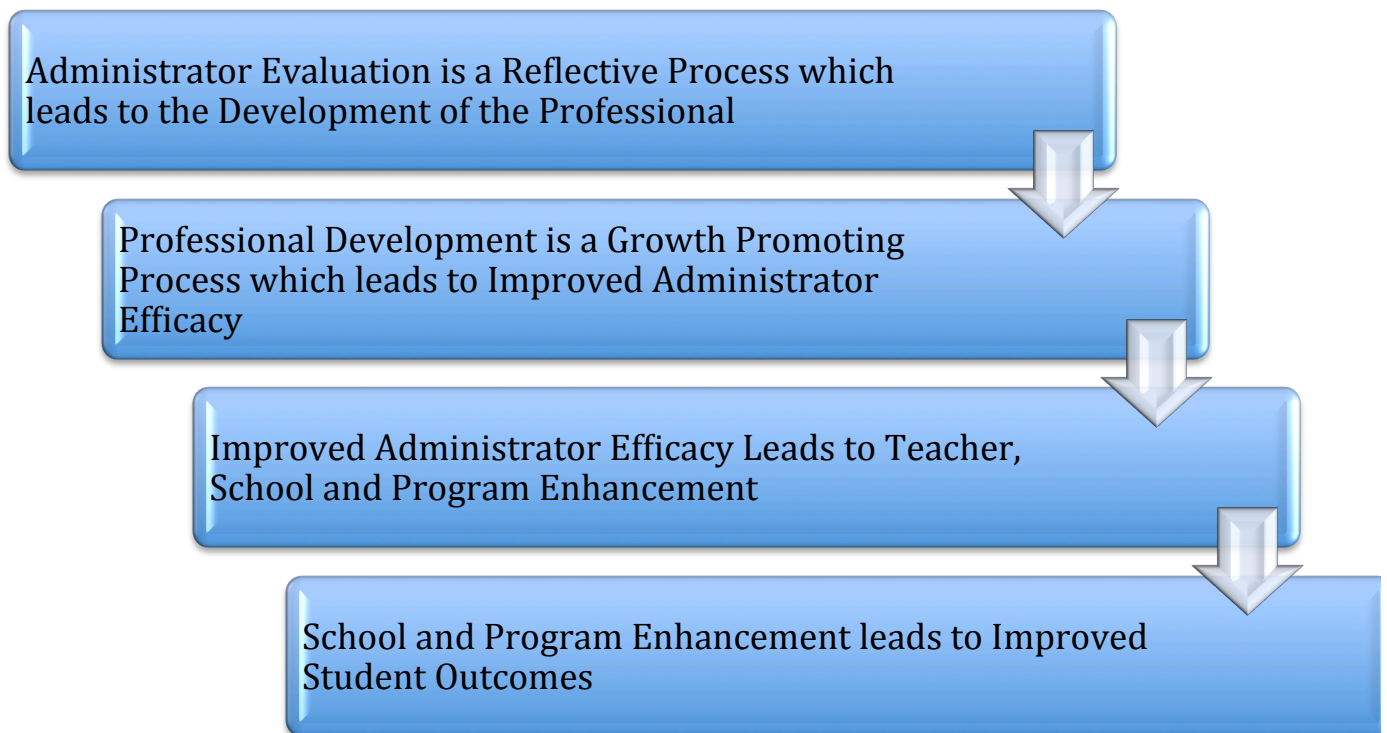 Administrator Evaluation is a Reflective Process which
leads to the Development of the Professional
Professional Development is a Growth Promoting
Process which leads to Improved Administrator
Efficacy
Improved Administrator Efficacy Leads to Teacher,
School and Program Enhancement
School and Program Enhancement leads to Improved
Student Outcomes